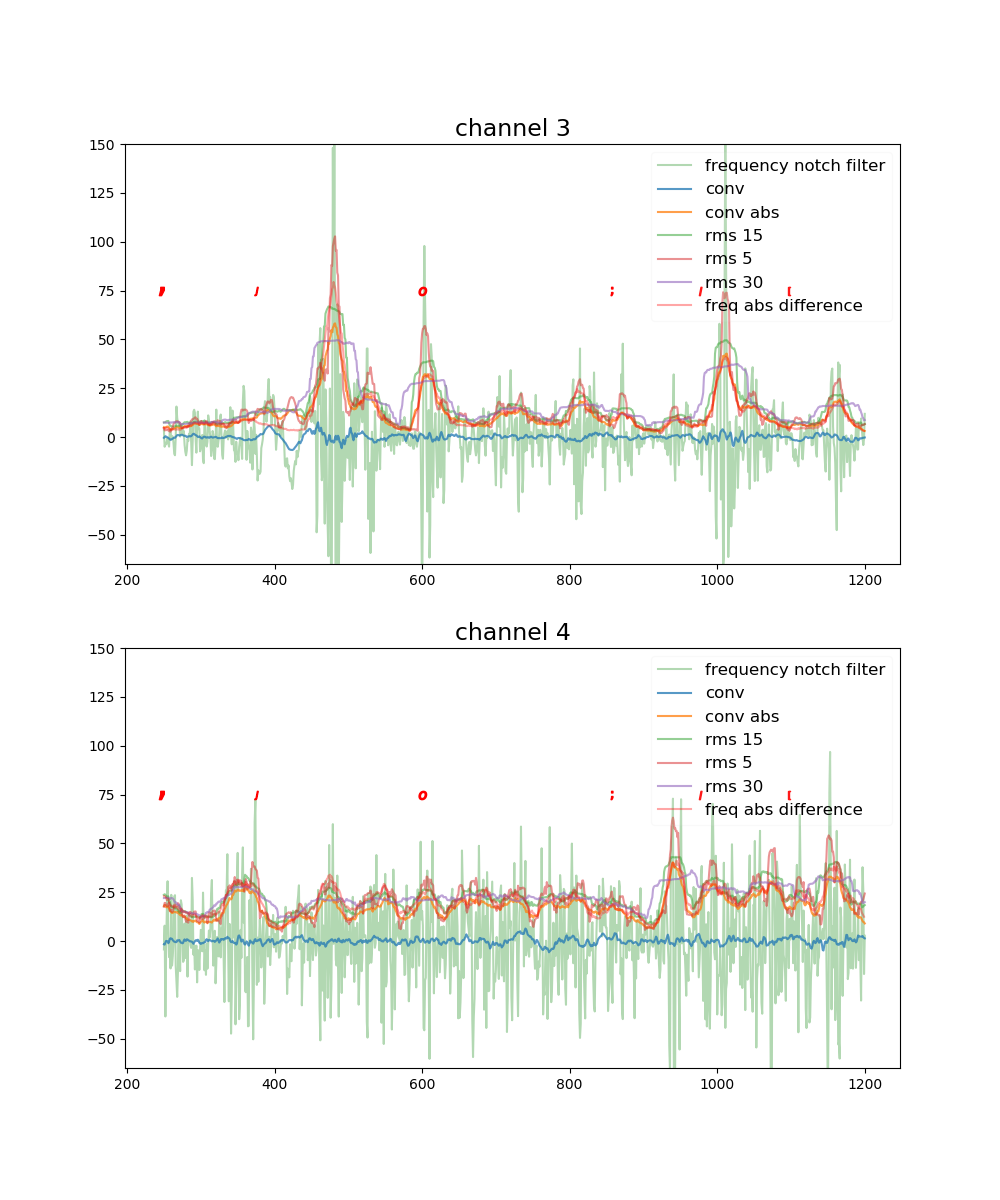 channel 3
150
125
100
75
50
25
0
−25
−50
200 400 600 800 1000 1200
frequency notch filter
conv
conv abs
rms 15
rms 5
rms 30
freq abs difference
o ;
channel 4
150
125
100
75
50
25
0
−25
−50
200 400 600 800 1000 1200
frequency notch filter
conv
conv abs
rms 15
rms 5
rms 30
freq abs difference
o ;